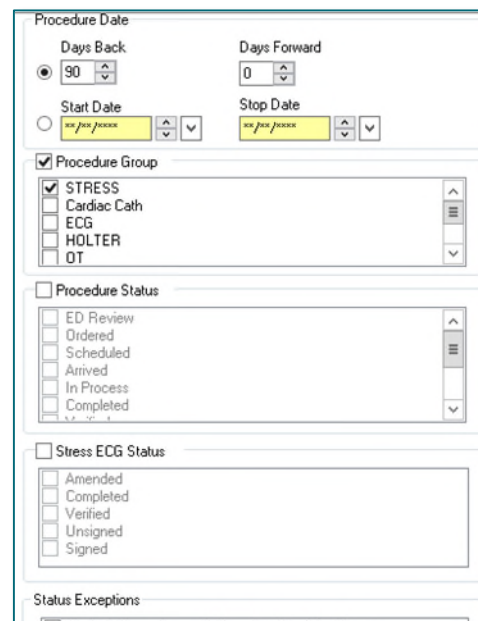 Procedure Date
Days Back Days Forward
90 0
Start Date Stop Date
**/**/**** **/**/****
Procedure Group
STRESS
Cardiac Cath
ECG
HOLTER
OT
Procedure Status
ED Review
Ordered
Scheduled
Arrived
In Process
Completed
Stress ECG Status
Amended
Completed
Verified
Unsigned
Signed
Status Exceptions